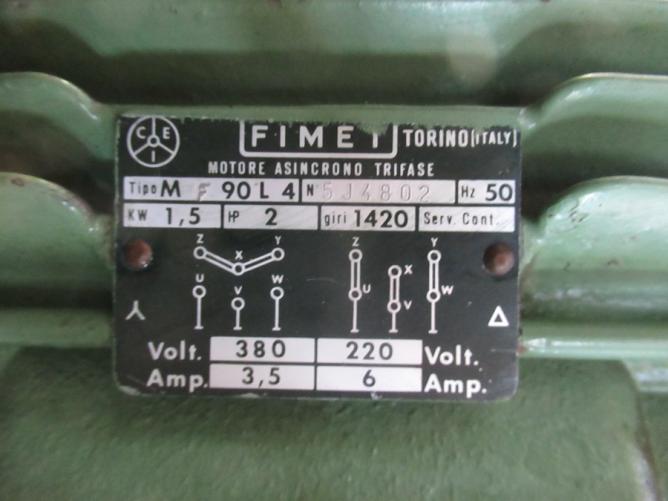 C E I FIMET TORINO (ITALY)
MOTORE ASINCRONO TRIFASE
Tipo M F 90 L 4 N° 5J4802 Hz 50
KW 1,5 HP 2 giri 1420 Serv. Cont.
Z X Y Z Y
U V W U X V W
Volt. 380 220 Volt.
Amp. 3,5 6 Amp.